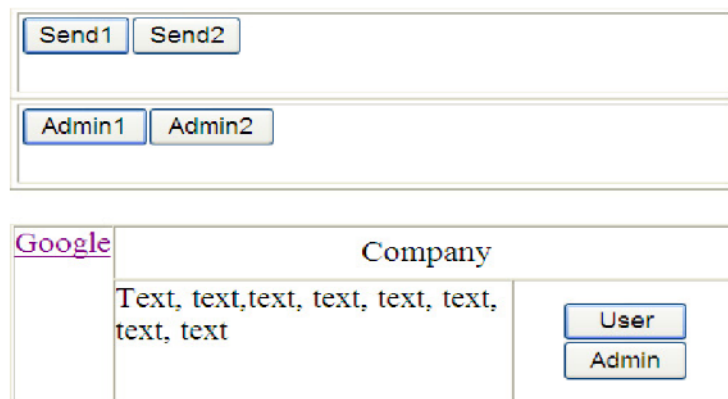 Send1 Send2
Admin1 Admin2
Google
Company
Text, text,text, text, text, text,
text, text
User
Admin